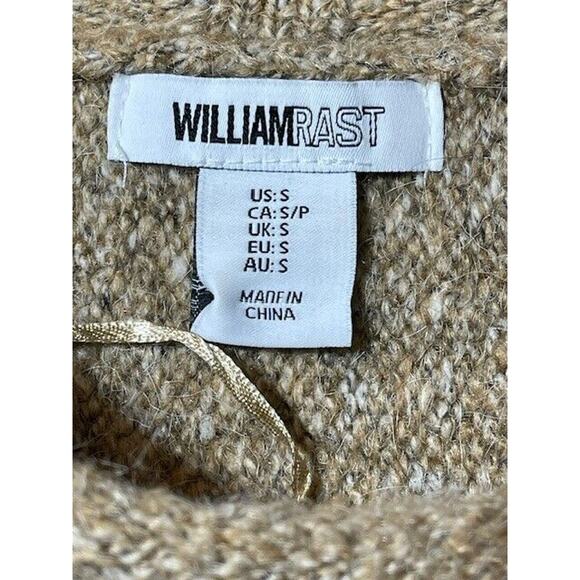 WILLIAMRAST
US: S
CA: S/P
UK: S
EU: S
AU: S
MADE IN
CHINA